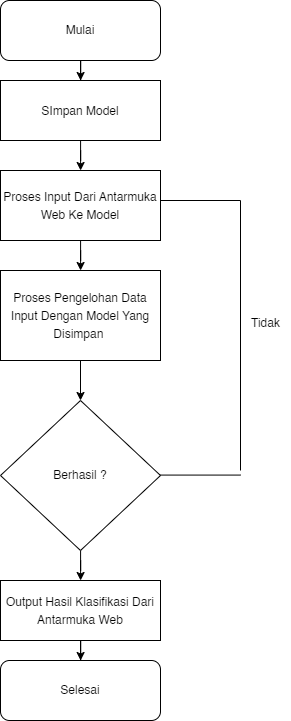 Mulai
SImpan Model
Proses Input Dari Antarmuka
Web Ke Model
Proses Pengelohan Data
Input Dengan Model Yang
Disimpan
Tidak
Berhasil ?
Output Hasil Klasifikasi Dari
Antarmuka Web
Selesai